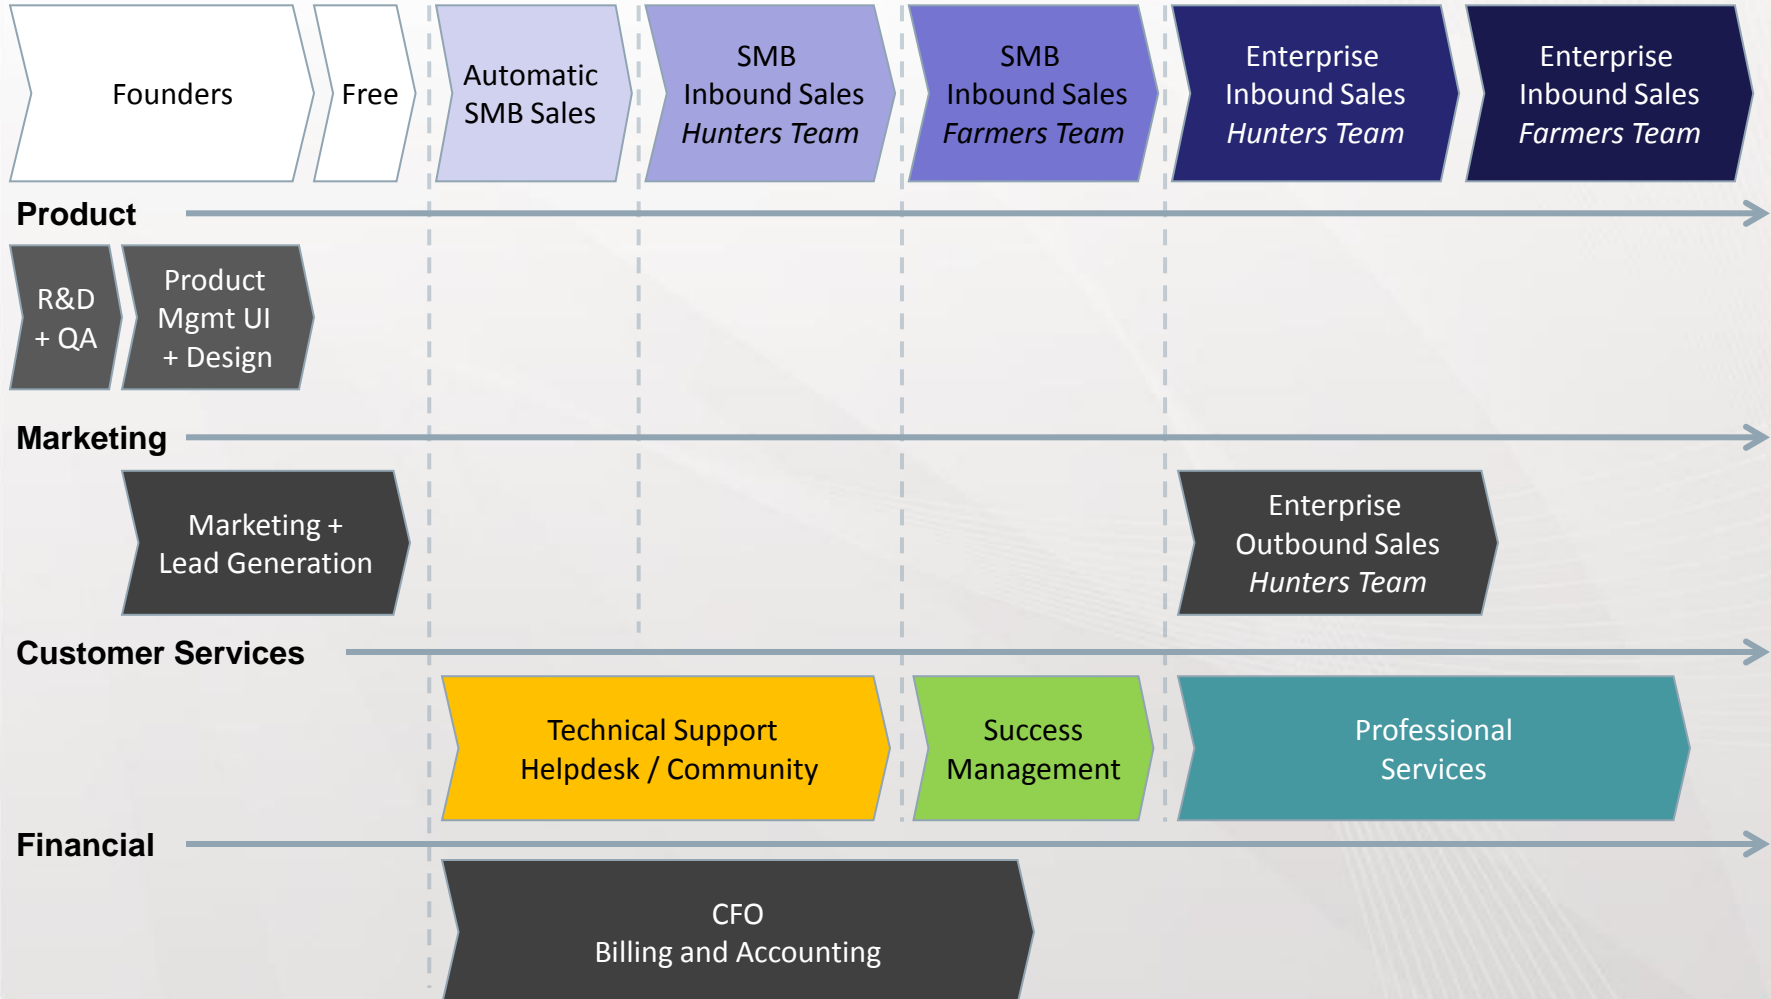 Founders
Free
Automatic
SMB Sales
SMB
Inbound Sales
Hunters Team
SMB
Inbound Sales
Farmers Team
Enterprise
Inbound Sales
Hunters Team
Enterprise
Inbound Sales
Farmers Team
Product
R&D
+ QA
Product
Mgmt UI
+ Design
Marketing
Marketing +
Lead Generation
Enterprise
Outbound Sales
Hunters Team
Customer Services
Technical Support
Helpdesk / Community
Success
Management
Professional
Services
Financial
CFO
Billing and Accounting